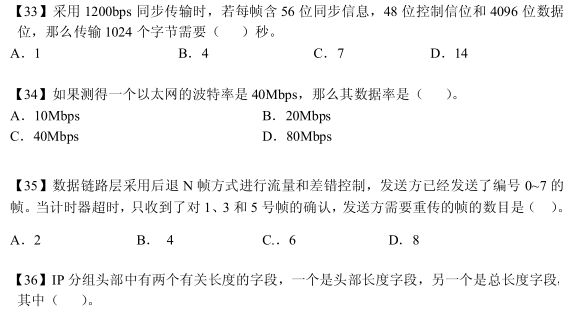 【33】采用 1200bps 同步传输时，若每帧含 56 位同步信息，48 位控制信位和 4096 位数据
位，那么传输 1024 个字节需要（ ）秒。
A．1 B．4 C．7 D．14
【34】如果测得一个以太网的波特率是 40Mbps，那么其数据率是（ ）。
A．10Mbps B．20Mbps
C．40Mbps D．80Mbps
【35】数据链路层采用后退 N 帧方式进行流量和差错控制，发送方已经发送了编号 0~7 的
帧。当计时器超时，只收到了对 1、3 和 5 号帧的确认，发送方需要重传的帧的数目是（ ）。
A．2 B． 4 C.．6 D．8
【36】IP 分组头部中有两个有关长度的字段，一个是头部长度字段，另一个是总长度字段，
其中（ ）。